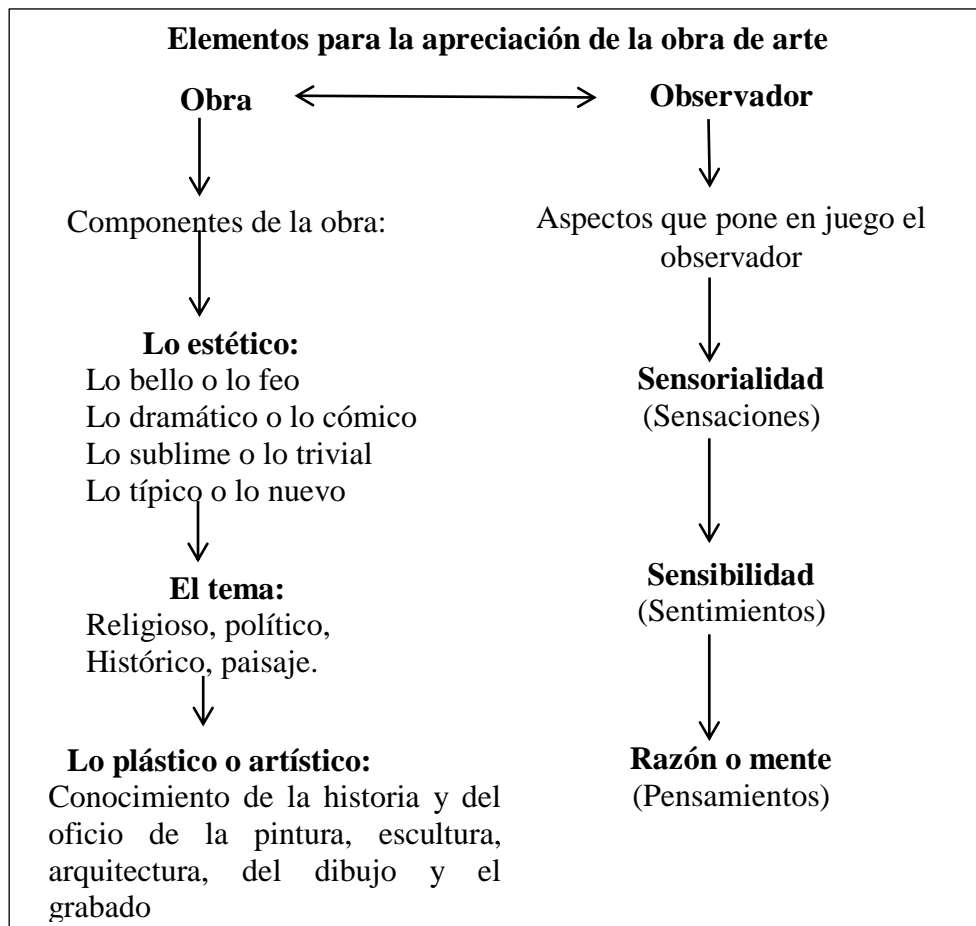 Elementos para la apreciación de la obra de arte
Obra
Componentes de la obra:
Lo estético:
Lo bello o lo feo
Lo dramático o lo cómico
Lo sublime o lo trivial
Lo típico o lo nuevo
El tema:
Religioso, político,
Histórico, paisaje.
Lo plástico o artístico:
Conocimiento de la historia y del
oficio de la pintura, escultura,
arquitectura, del dibujo y el
grabado
Observador
Aspectos que pone en juego el
observador
Sensorialidad
(Sensaciones)
Sensibilidad
(Sentimientos)
Razón o mente
(Pensamientos)